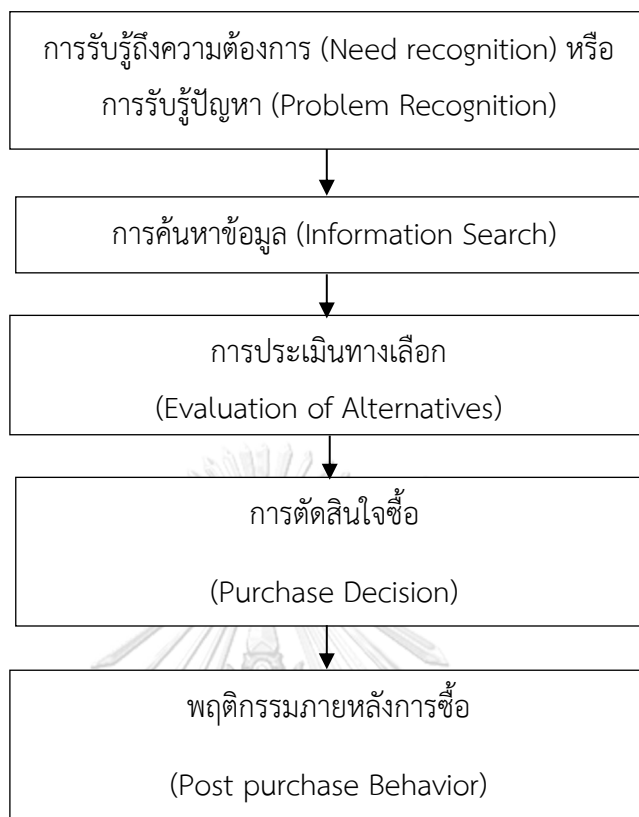 การรับรู้ถึงความต้องการ (Need recognition) หรือ
การรับรู้ปัญหา (Problem Recognition)
การค้นหาข้อมูล (Information Search)
การประเมินทางเลือก
(Evaluation of Alternatives)
การตัดสินใจซื้อ
(Purchase Decision)
พฤติกรรมภายหลังการซื้อ
(Post purchase Behavior)